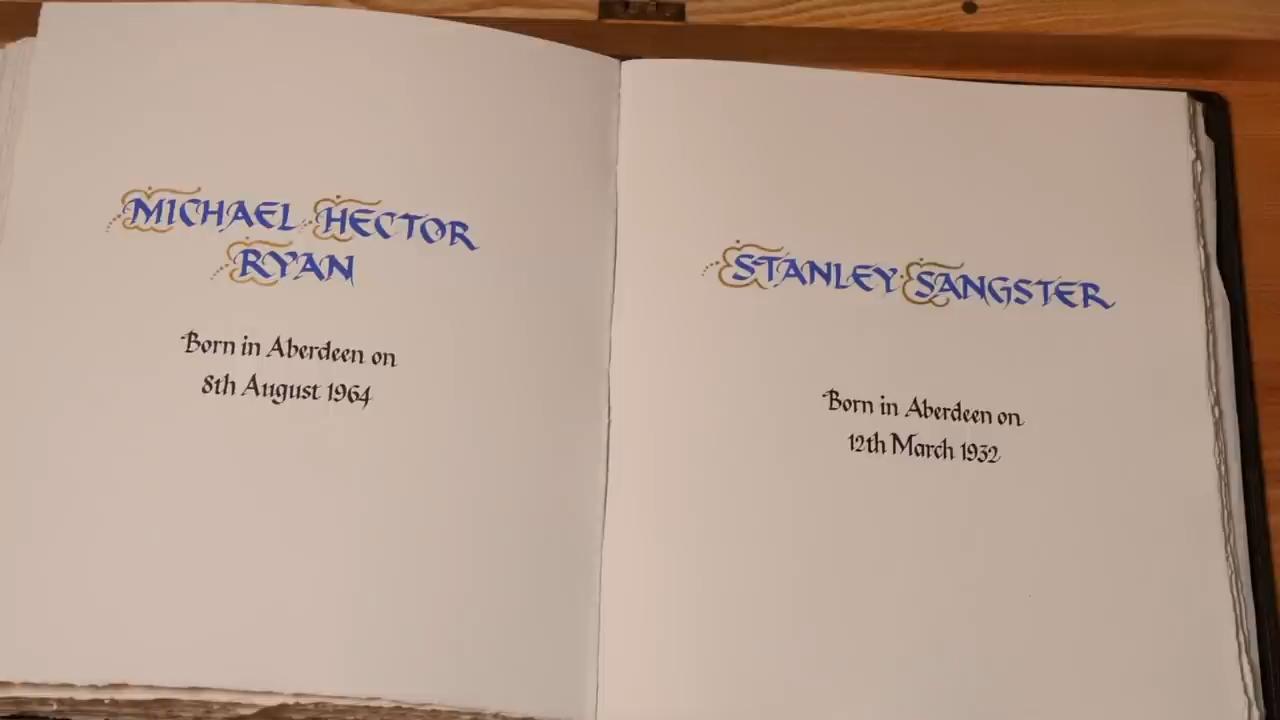 MICHAEL HECTOR
RYAN
Born in Aberdeen on
8th August 1964
STANLEY SANGSTER
Born in Aberdeen on
12th March 1932